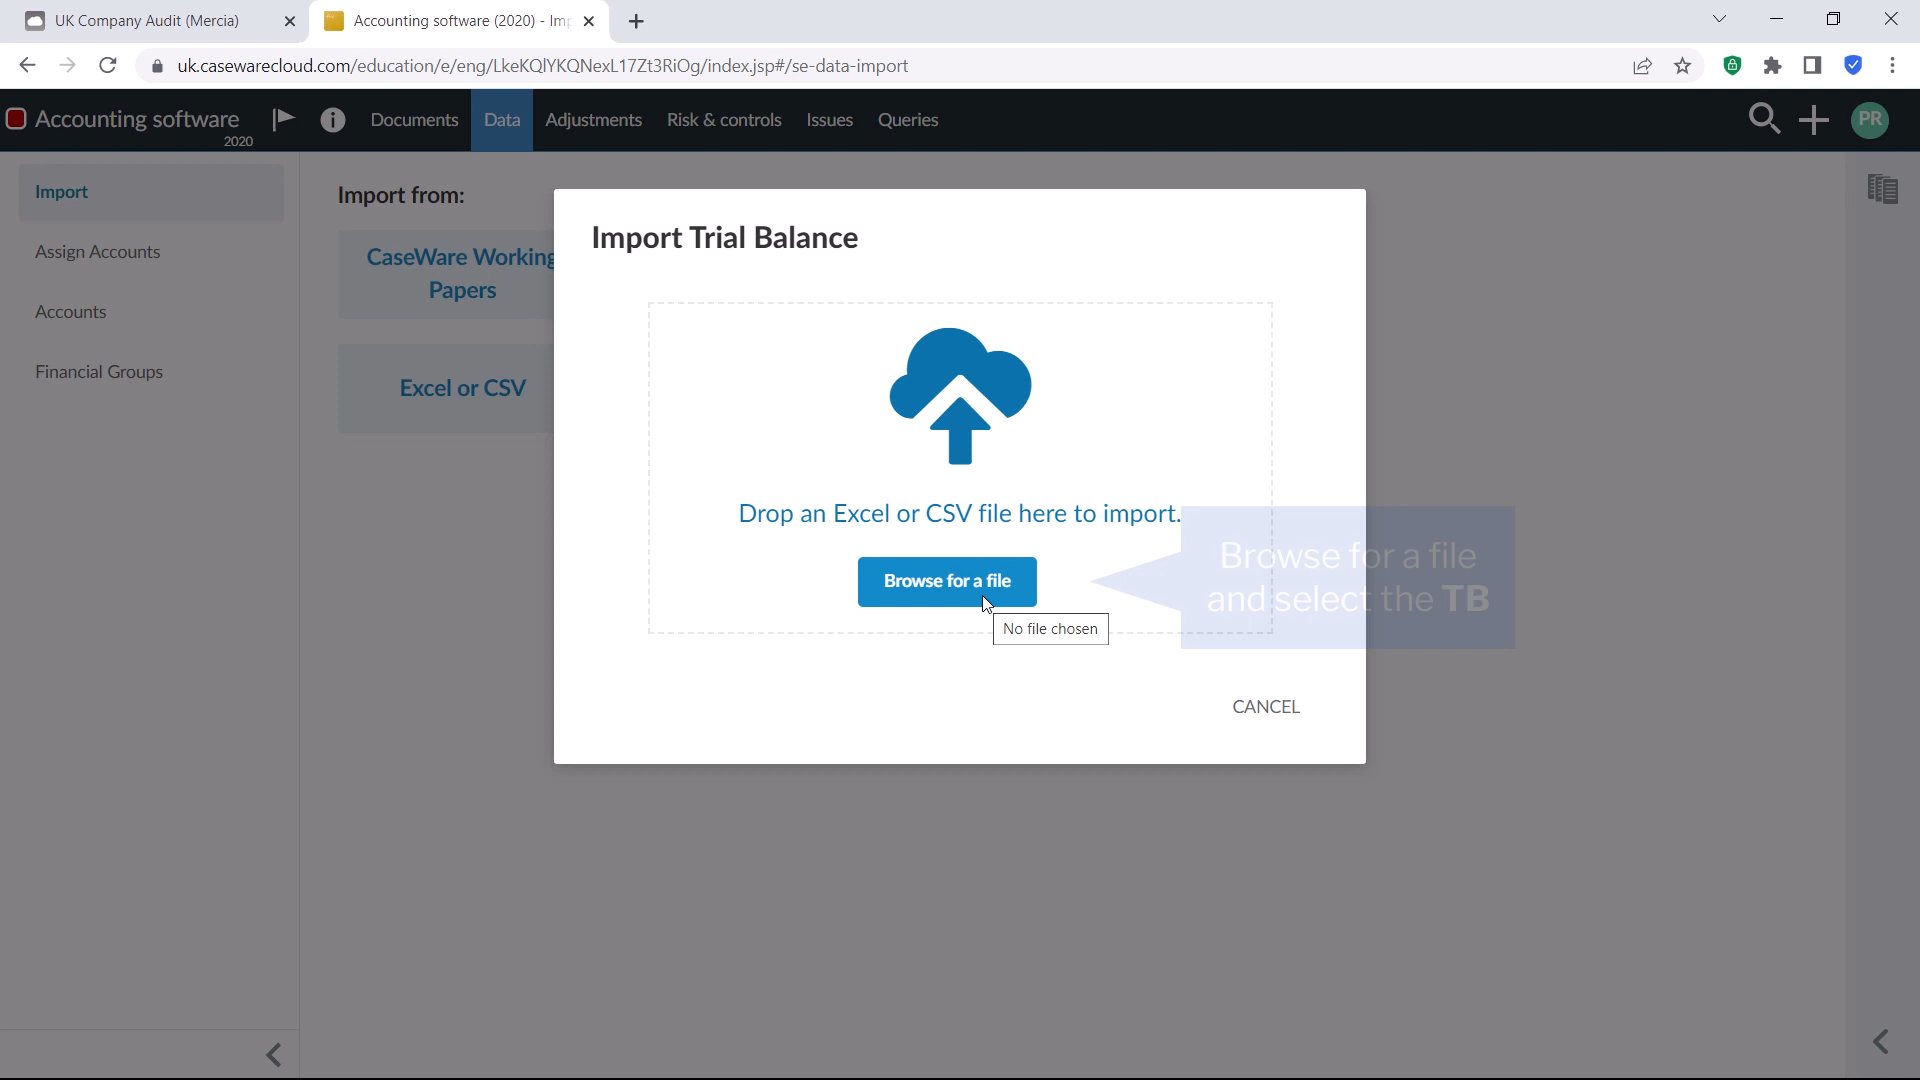 UK Company Audit (Mercia)
Accounting software (2020) - Imp
uk.casewarecloud.com/education/e/eng/LkeKQlYKQNexL17Zt3RiOg/index.jsp#/se-data-import
Accounting software
2020
Documents
Data
Adjustments
Risk & controls
Issues
Queries
PR
Import
Assign Accounts
Accounts
Financial Groups
Import from:
CaseWare Working
Papers
Excel or CSV
Import Trial Balance
Drop an Excel or CSV file here to import.
Browse for a file
No file chosen
Browse for a file
and select the TB
CANCEL